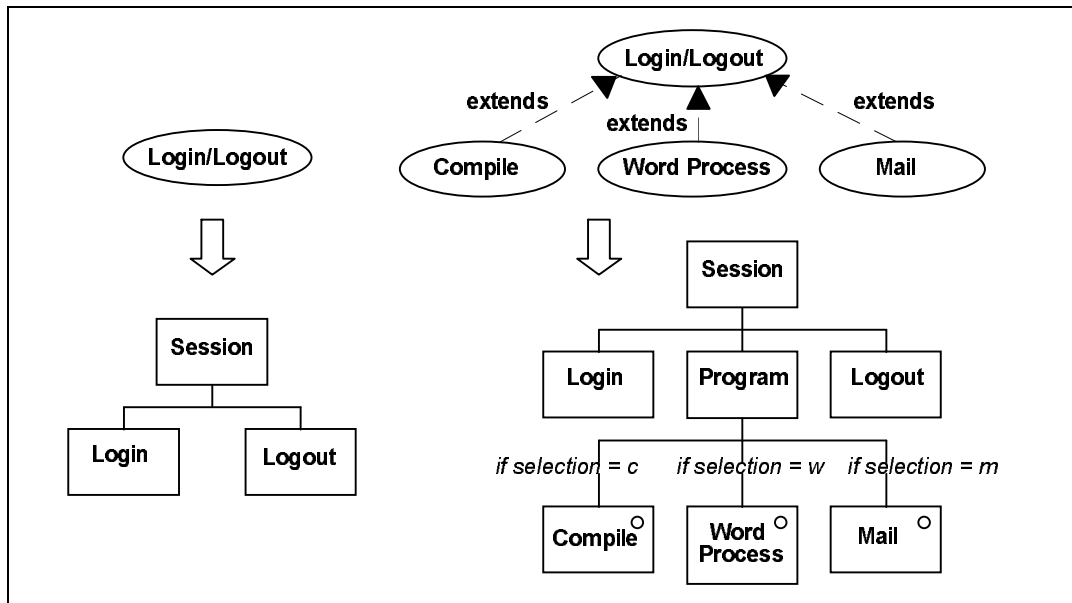 Login/Logout
Session
Login
Logout
Login/Logout
extends
extends
extends
Compile
Word Process
Mail
Session
Login
Program
Logout
if selection = c
if selection = w
if selection = m
Compile
Word
Process
Mail